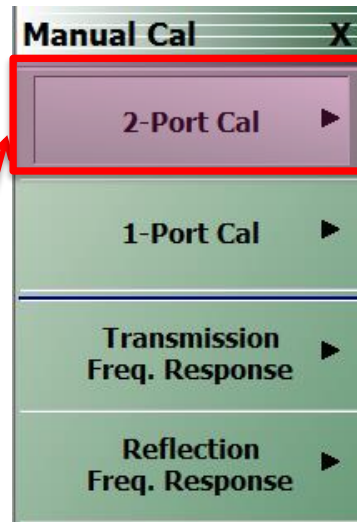 Manual Cal X
2-Port Cal
1-Port Cal
Transmission
Freq. Response
Reflection
Freq. Response